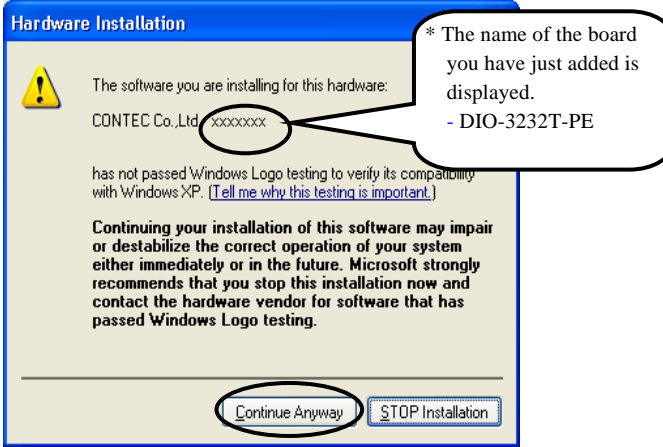 Hardware Installation
* The name of the board
you have just added is
displayed.
- DIO-3232T-PE
The software you are installing for this hardware:
CONTEC Co.,Ltd. xxxxxxx
has not passed Windows Logo testing to verify its compatibility
with Windows XP. (Tell me why this testing is important.)
Continuing your installation of this software may impair
or destabilize the correct operation of your system
either immediately or in the future. Microsoft strongly
recommends that you stop this installation now and
contact the hardware vendor for software that has
passed Windows Logo testing.
Continue Anyway
STOP Installation